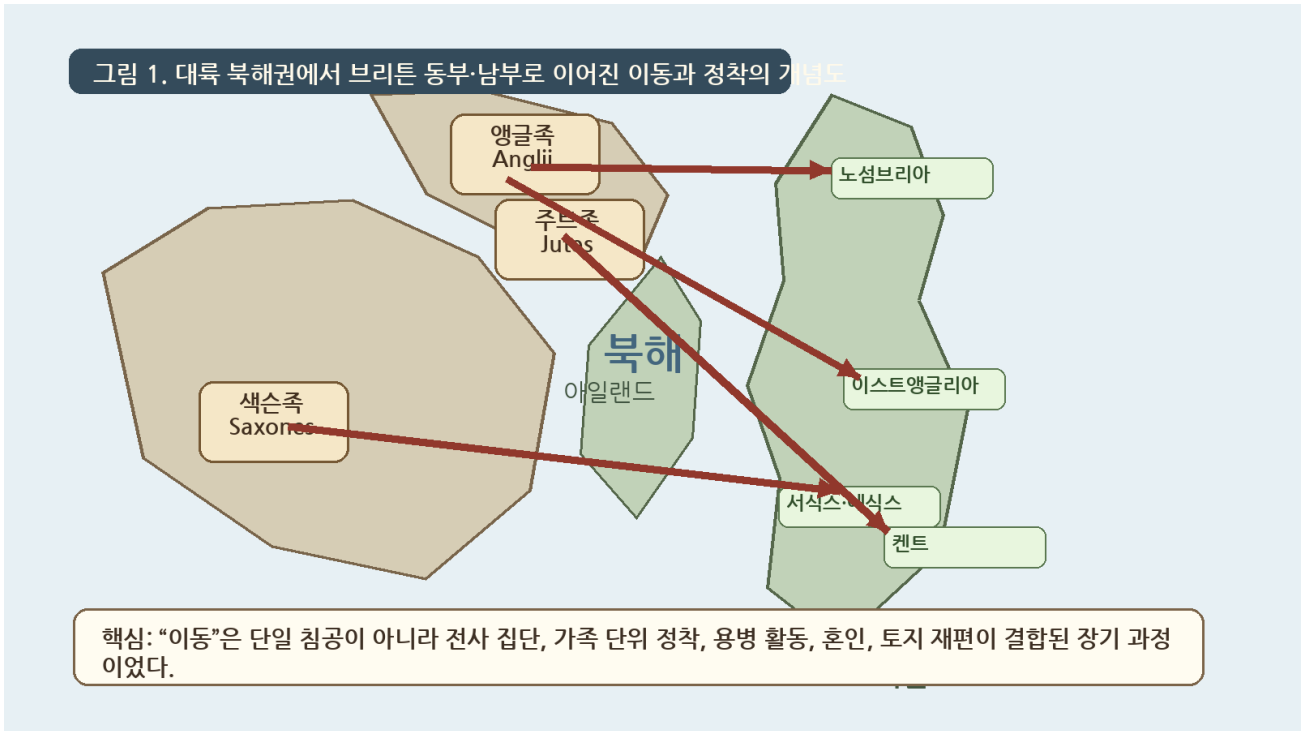 그림 1. 대륙 북해권에서 브리튼 동부·남부로 이어진 이동과 정착의 개념도
앵글족
Anglii
노섬브리아
주트족
Jutes
북해
아일랜드
이스트앵글리아
색슨족
Saxones
서식스·에식스
켄트
핵심: “이동”은 단일 침공이 아니라 전사 집단, 가족 단위 정착, 용병 활동, 혼인, 토지 재편이 결합된 장기 과정
이었다.